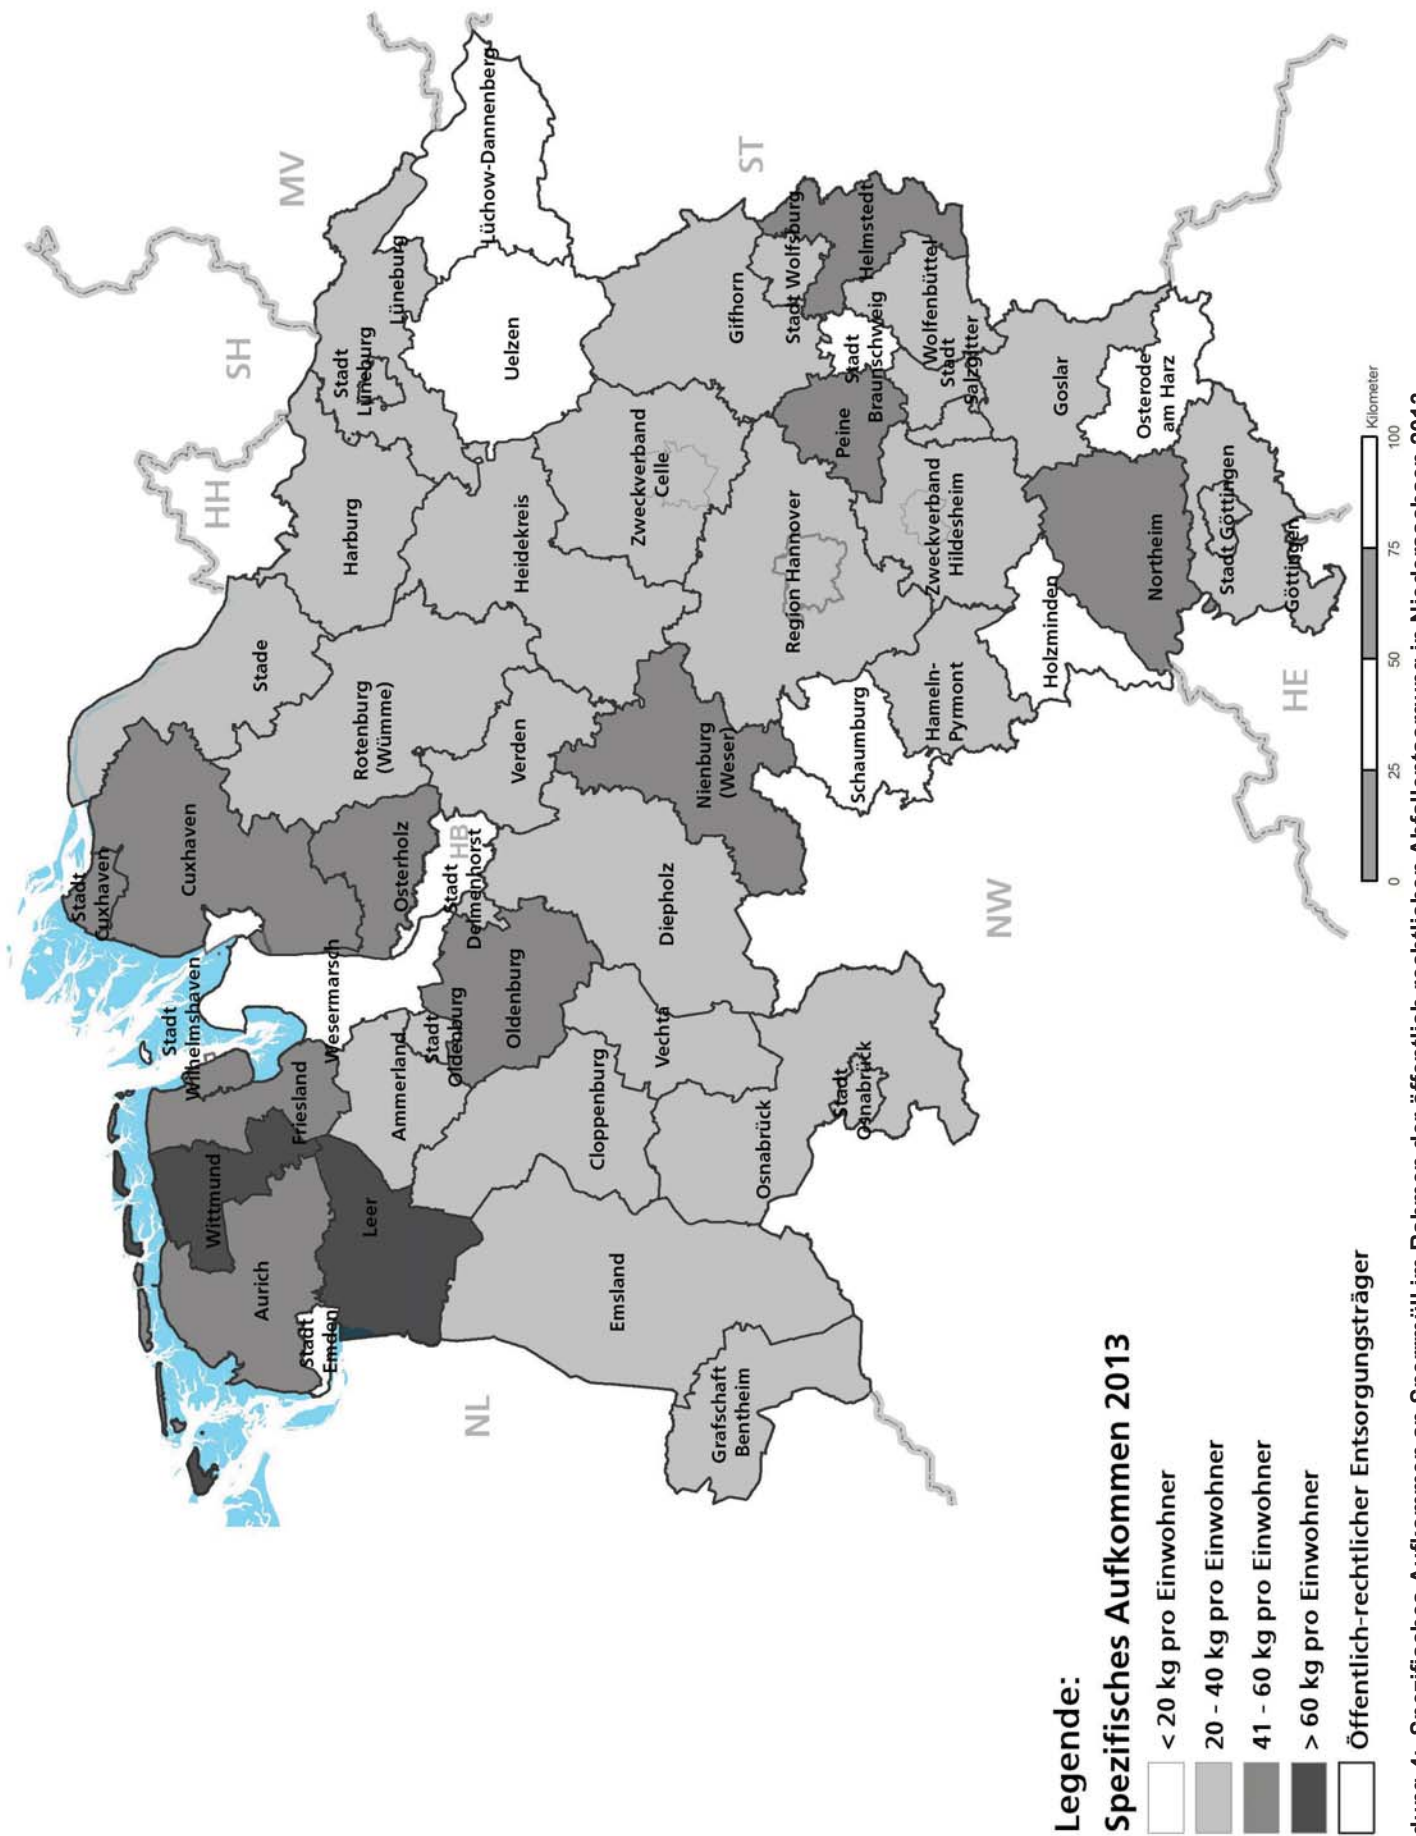 MV
SH
HH
ST
HB
NL
NW
HE
Stadt
Cuxhaven
Cuxhaven
Stade
Stadt
Wilhelmshaven
Wittmund
Friesland
Aurich
Stadt
Emden
Leer
Wesermarsch
Osterholz
Rotenburg
(Wümme)
Harburg
Stadt
Lüneburg
Lüneburg
Lüchow-Dannenberg
Uelzen
Heidekreis
Verden
Stadt
Delmenhorst
Ammerland
Stadt
Oldenburg
Oldenburg
Cloppenburg
Vechta
Diepholz
Nienburg
(Weser)
Zweckverband
Celle
Gifhorn
Stadt Wolfsburg
Helmstedt
Stadt
Braunschweig
Peine
Wolfenbüttel
Stadt
Salzgitter
Region Hannover
Schaumburg
Hameln-
Pyrmont
Zweckverband
Hildesheim
Holzminden
Goslar
Osterode
am Harz
Northeim
Stadt Göttingen
Göttingen
Emsland
Grafschaft
Bentheim
Osnabrück
Stadt
Osnabrück
0 25 50 75 100
Kilometer
Legende:
Spezifisches Aufkommen 2013
< 20 kg pro Einwohner
20 - 40 kg pro Einwohner
41 - 60 kg pro Einwohner
> 60 kg pro Einwohner
Öffentlich-rechtlicher Entsorgungsträger